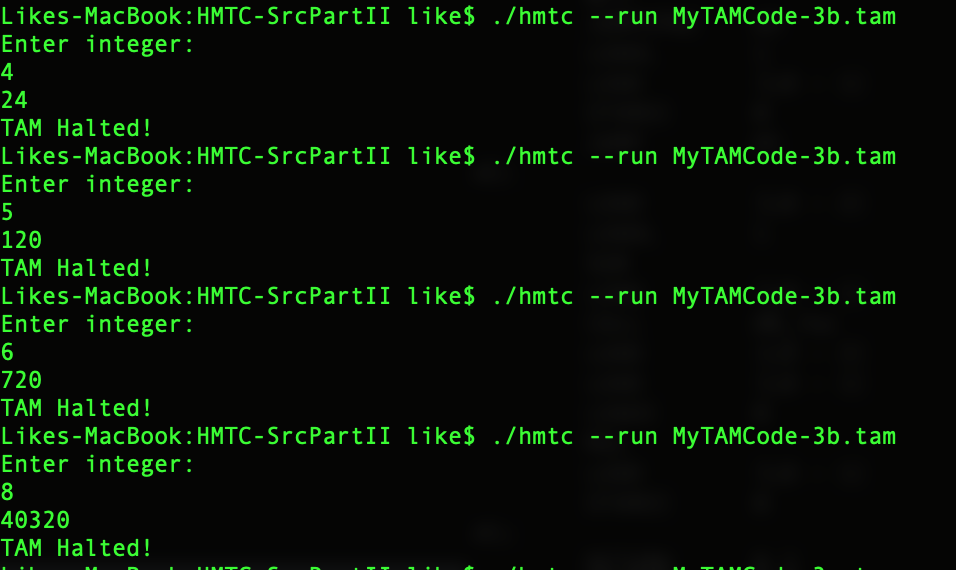 Likes-MacBook:HMTC-SrcPartII like$ ./hmtc --run MyTAMCode-3b.tam
Enter integer:
4
24
TAM Halted!
Likes-MacBook:HMTC-SrcPartII like$ ./hmtc --run MyTAMCode-3b.tam
Enter integer:
5
120
TAM Halted!
Likes-MacBook:HMTC-SrcPartII like$ ./hmtc --run MyTAMCode-3b.tam
Enter integer:
6
720
TAM Halted!
Likes-MacBook:HMTC-SrcPartII like$ ./hmtc --run MyTAMCode-3b.tam
Enter integer:
8
40320
TAM Halted!